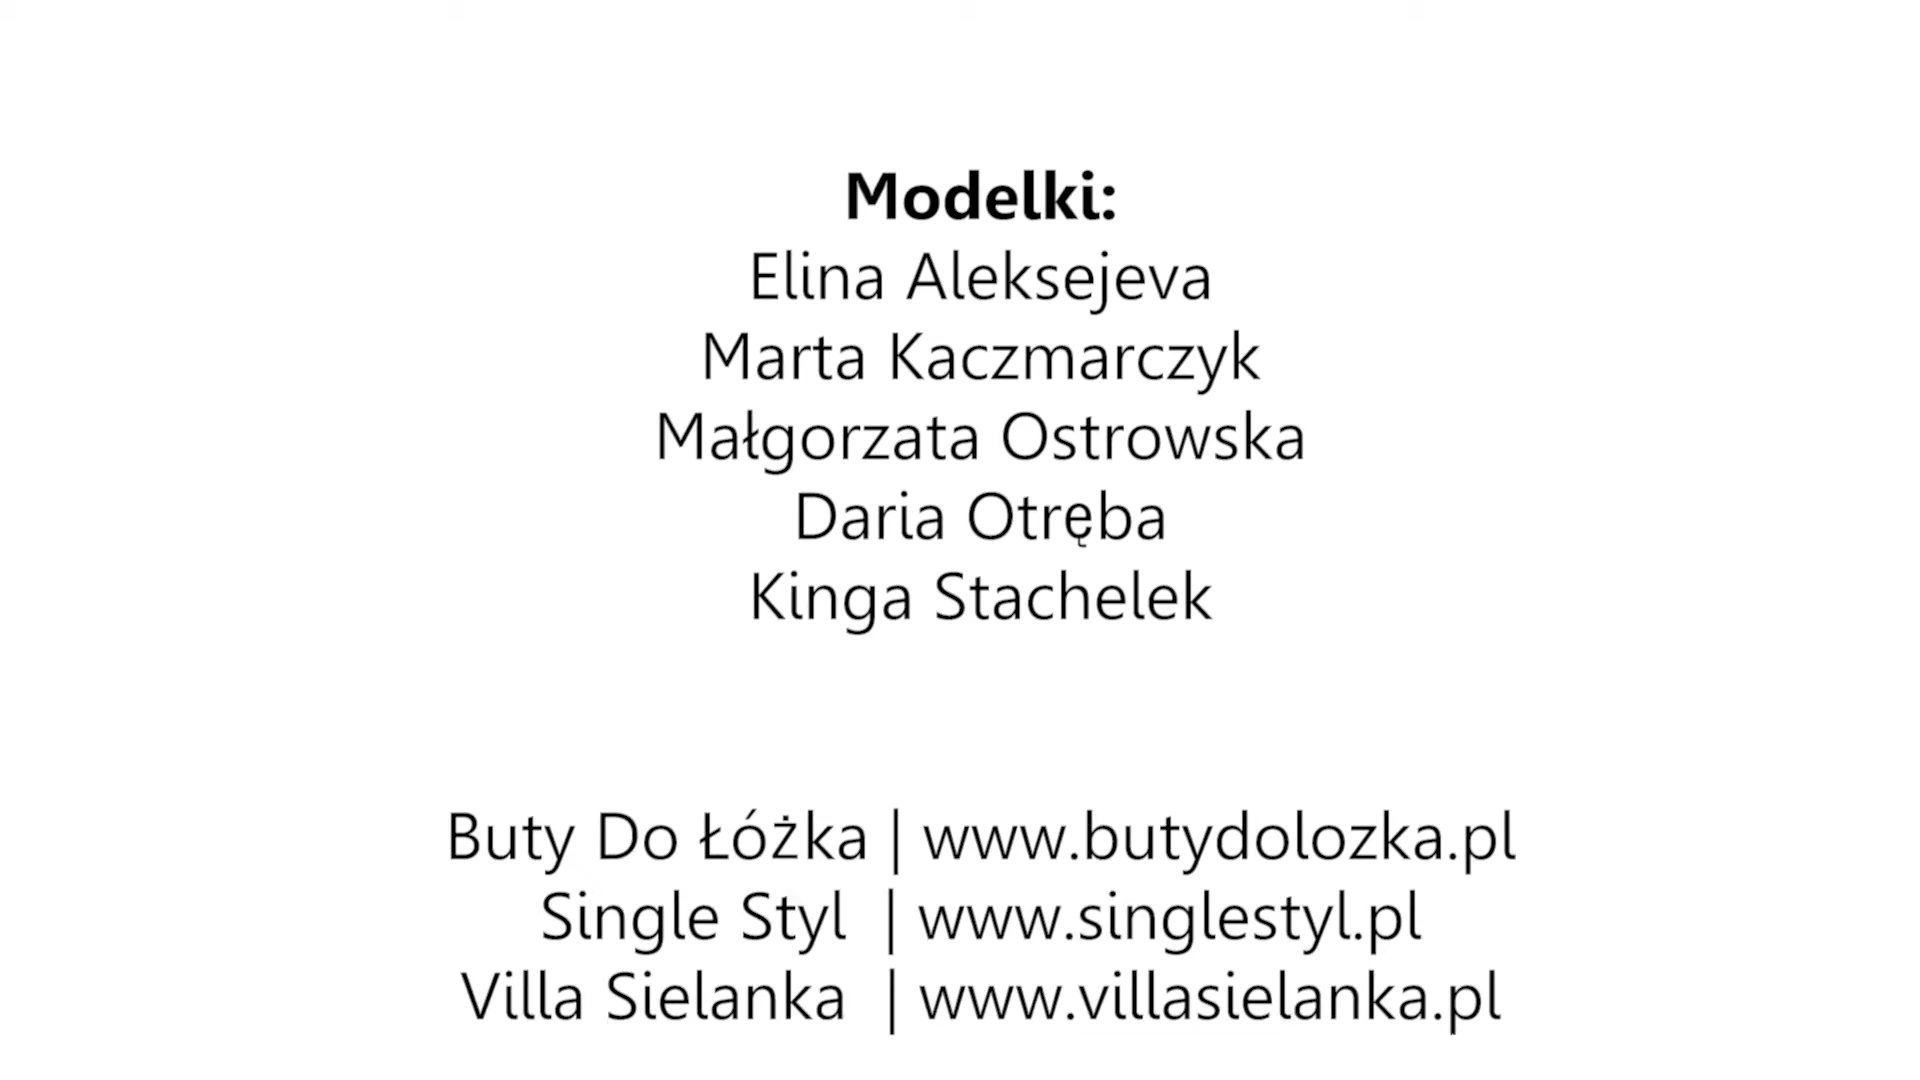 Modelki:
Elina Aleksejeva
Marta Kaczmarczyk
Małgorzata Ostrowska
Daria Otręba
Kinga Stachelek
Buty Do Łóżka | www.butydolozka.pl
Single Styl | www.singlestyl.pl
Villa Sielanka | www.villasielanka.pl